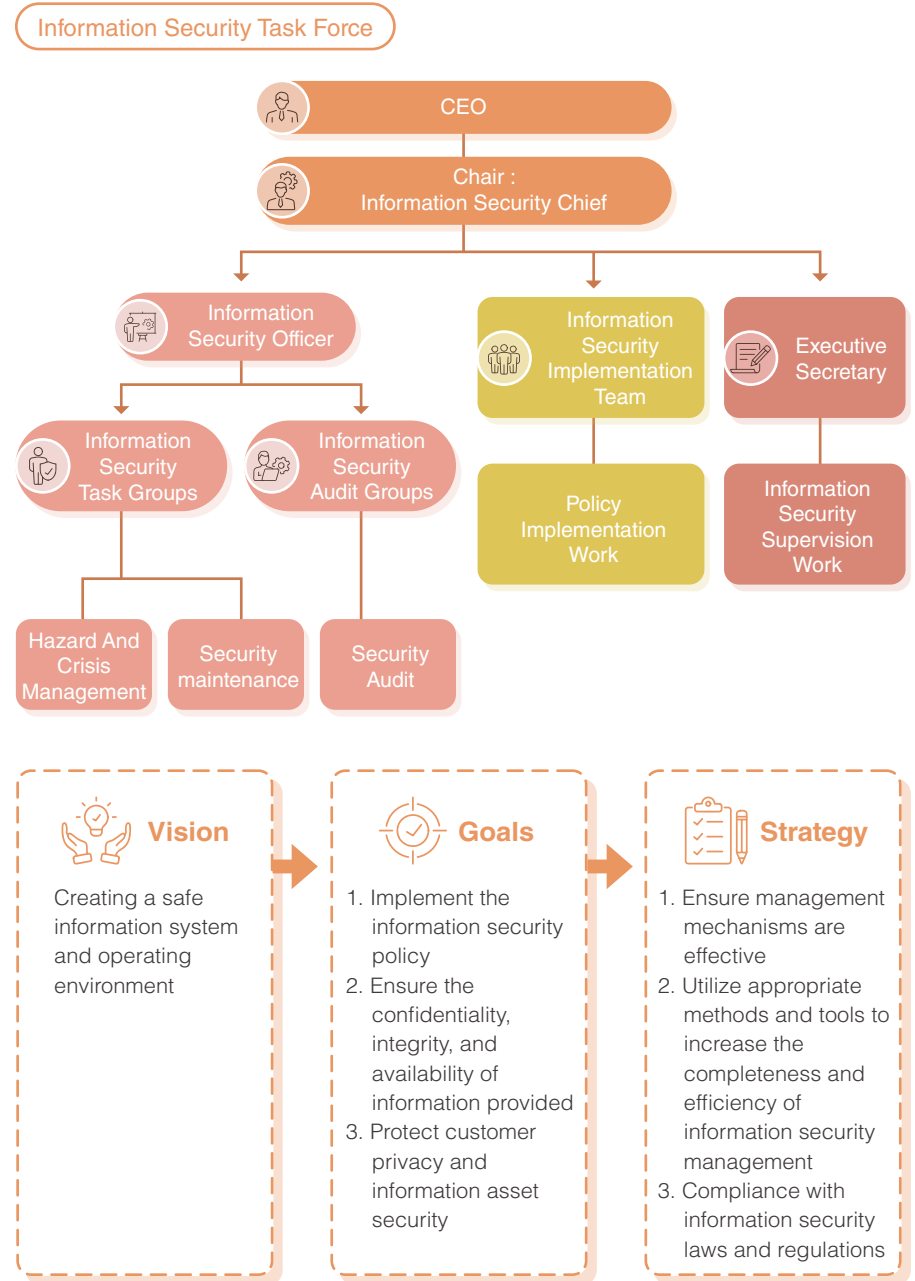 Information Security Task Force
CEO
Chair :
Information Security Chief
Information
Security Officer
Information
Security
Implementation
Team
Executive
Secretary
Information
Security
Task Groups
Information
Security
Audit Groups
Policy
Implementation
Work
Information
Security
Supervision
Work
Hazard And
Crisis
Management
Security
maintenance
Security
Audit
Vision
Creating a safe
information system
and operating
environment
Goals
1. Implement the
information security
policy
2. Ensure the
confidentiality,
integrity, and
availability of
information provided
3. Protect customer
privacy and
information asset
security
Strategy
1. Ensure management
mechanisms are
effective
2. Utilize appropriate
methods and tools to
increase the
completeness and
efficiency of
information security
management
3. Compliance with
information security
laws and regulations